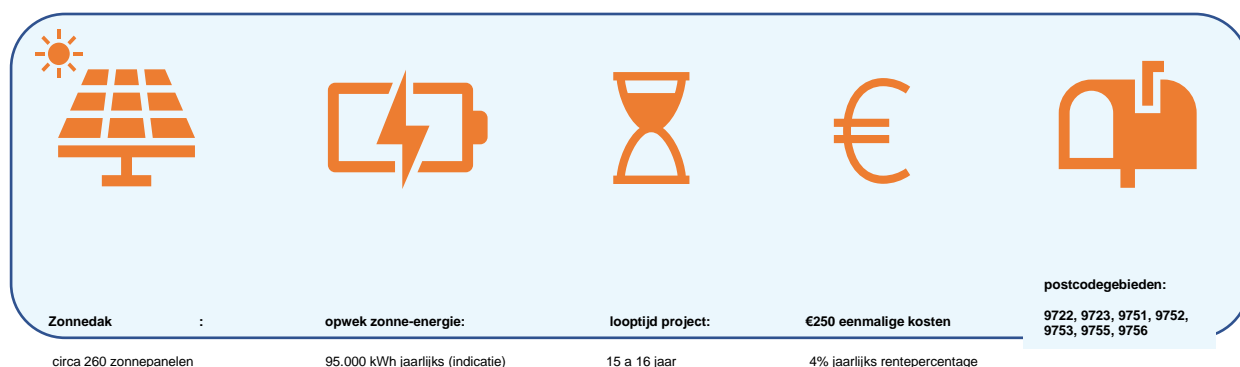 postcodegebieden:
Zonnedak :
opwek zonne-energie:
looptijd project:
€250 eenmalige kosten
9722, 9723, 9751, 9752,
9753, 9755, 9756
circa 260 zonnepanelen
95.000 kWh jaarlijks (indicatie)
15 a 16 jaar
4% jaarlijks rentepercentage